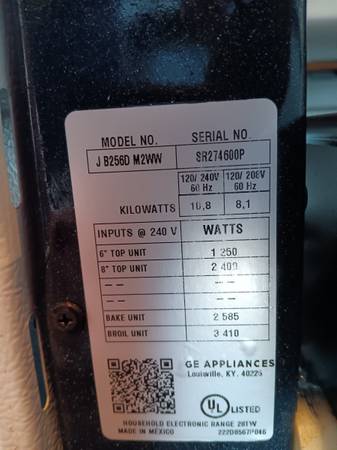 MODEL NO. SERIAL NO.
J B256D M2WW SR274600P
120/ 240V 120/ 208V
60 Hz 60 Hz
KILOWATTS 10,8 8,1
INPUTS @ 240 V WATTS
6" TOP UNIT 1 250
8" TOP UNIT 2 400
-- --
-- --
BAKE UNIT 2 585
BROIL UNIT 3 410
GE APPLIANCES
Louisville, KY. 40225
UL LISTED
HOUSEHOLD ELECTRONIC RANGE 281W
MADE IN MEXICO